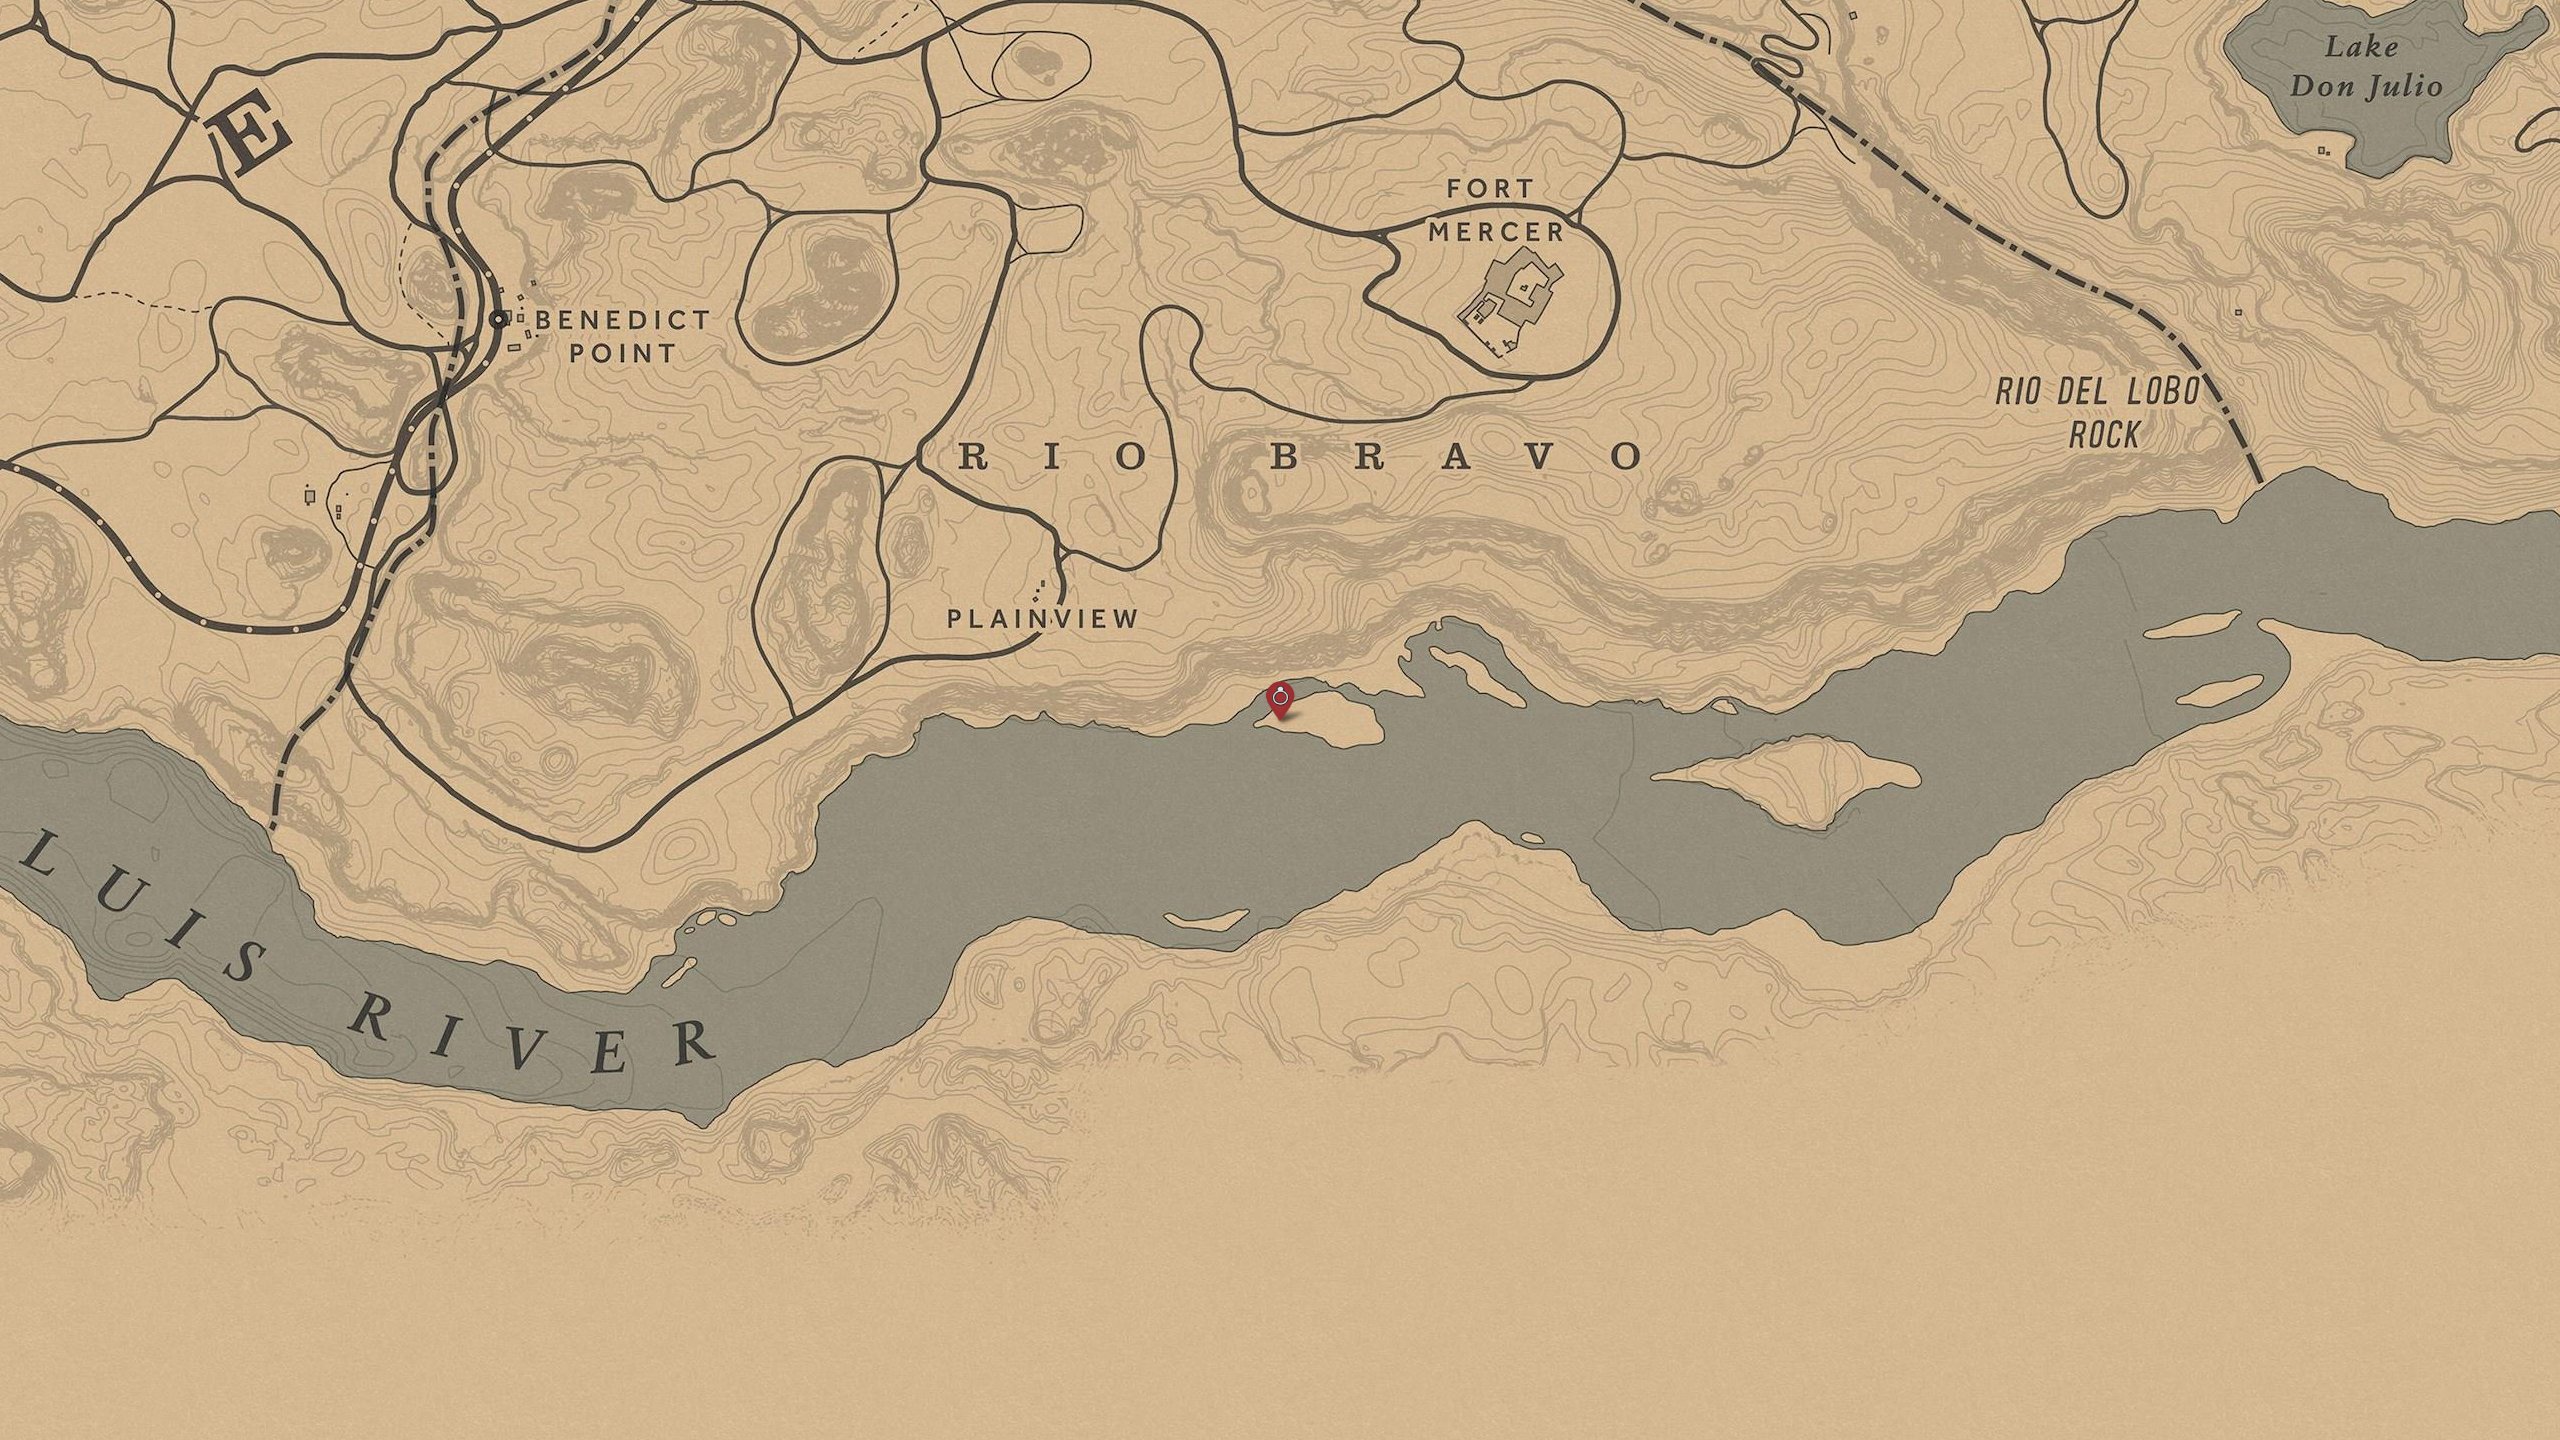 Lake
Don Julio
E
FORT
MERCER
BENEDICT
POINT
RIO DEL LOBO
ROCK
RIO BRAVO
PLAINVIEW
LUIS RIVER